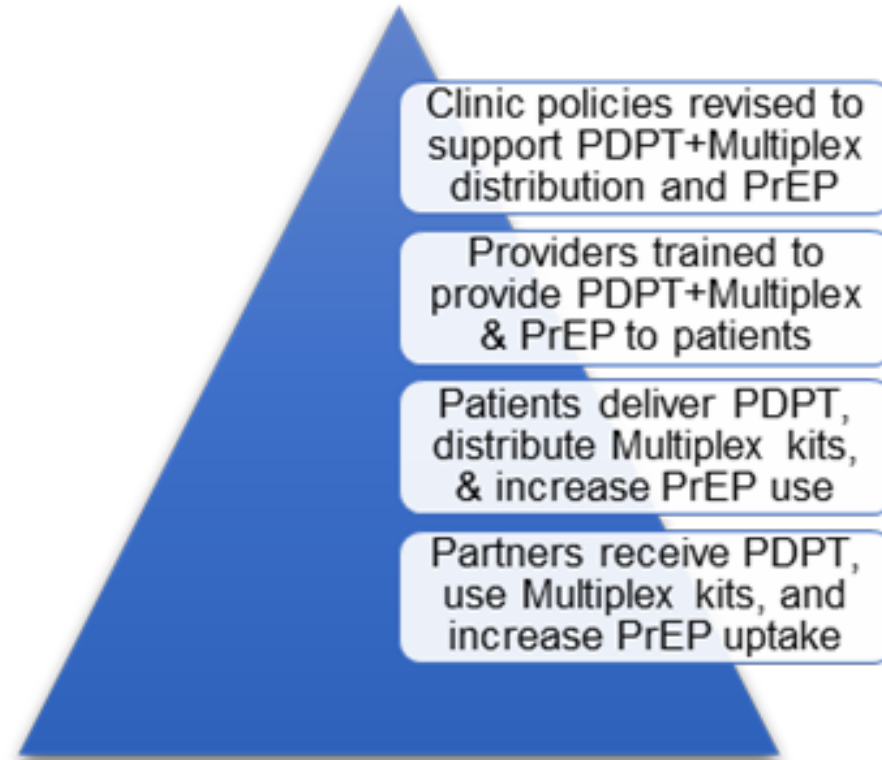 Clinic policies revised to
support PDPT+Multiplex
distribution and PrEP
Providers trained to
provide PDPT+Multiplex
& PrEP to patients
Patients deliver PDPT,
distribute Multiplex kits,
& increase PrEP use
Partners receive PDPT,
use Multiplex kits, and
increase PrEP uptake